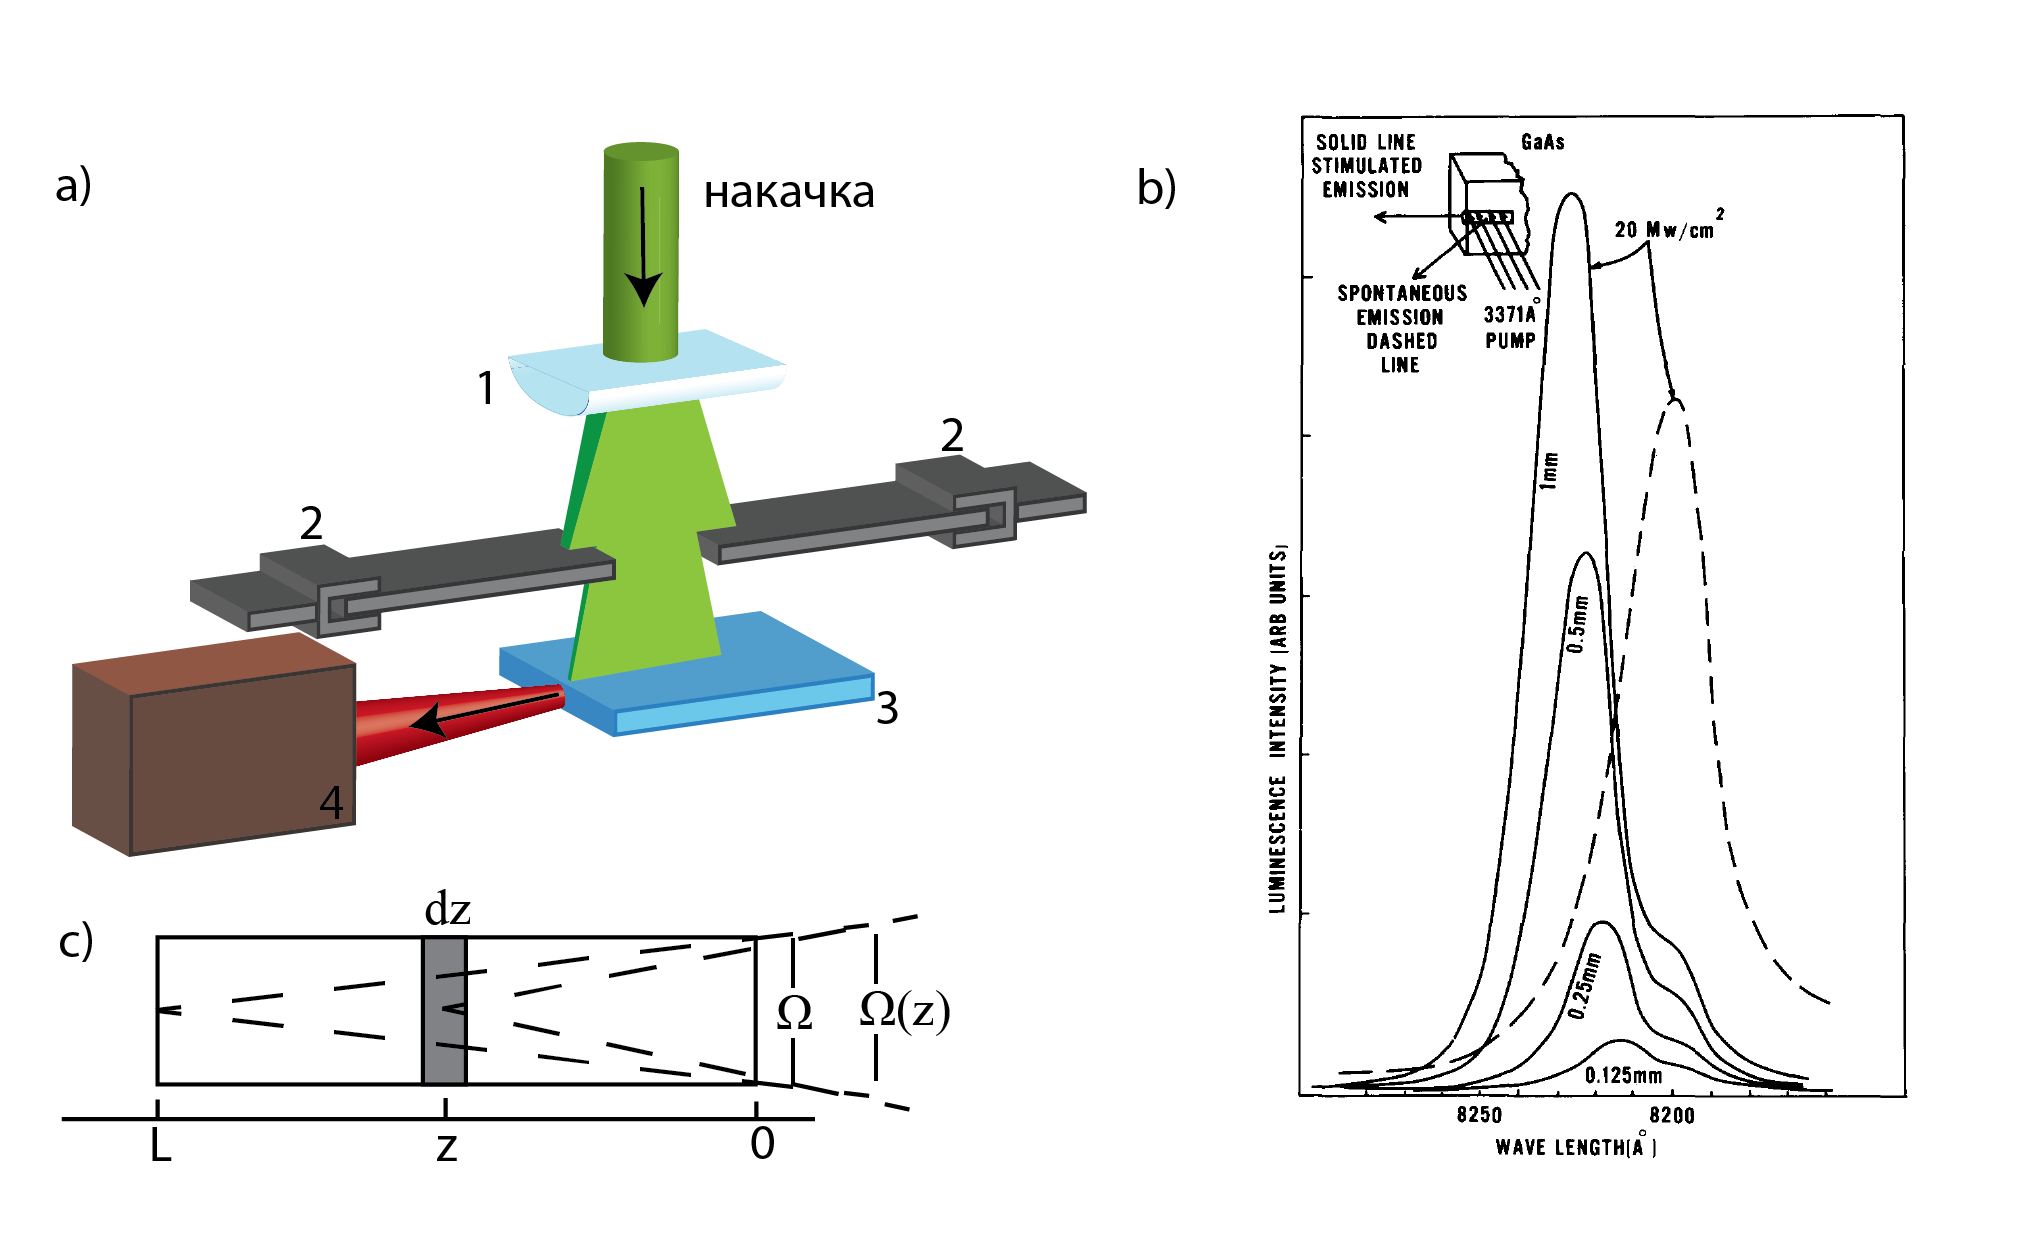 a)
накачка
1
2
2
3
4
b)
SOLID LINE
STIMULATED
EMISSION
GaAs
20 Mw/cm²
SPONTANEOUS
EMISSION
DASHED
LINE
3371A°
PUMP
1mm
0.5mm
0.25mm
0.125mm
LUMINESCENCE INTENSITY (ARB UNITS)
8250
8200
WAVE LENGTH(A°)
c)
dz
Ω
Ω(z)
L
z
0